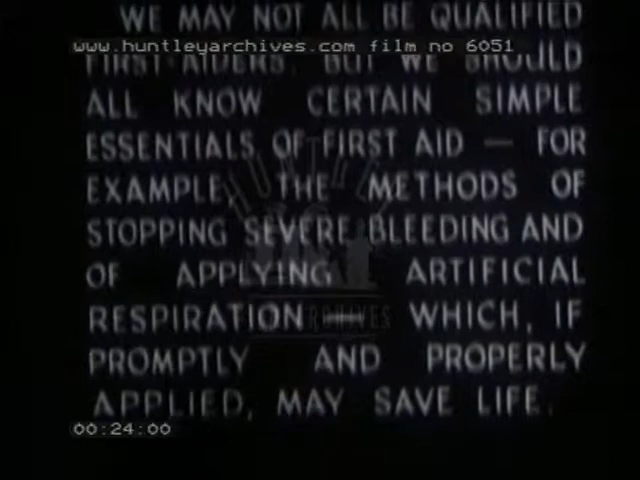 WE MAY NOT ALL BE QUALIFIED
www.huntleyarchives.com film no 6051
FIRST-AIDERS, BUT WE SHOULD
ALL KNOW CERTAIN SIMPLE
ESSENTIALS OF FIRST AID — FOR
EXAMPLE, THE METHODS OF
STOPPING SEVERE BLEEDING AND
OF APPLYING ARTIFICIAL
RESPIRATION — WHICH, IF
PROMPTLY AND PROPERLY
APPLIED, MAY SAVE LIFE.
HUNTLEY
ARCHIVES
00:24:00